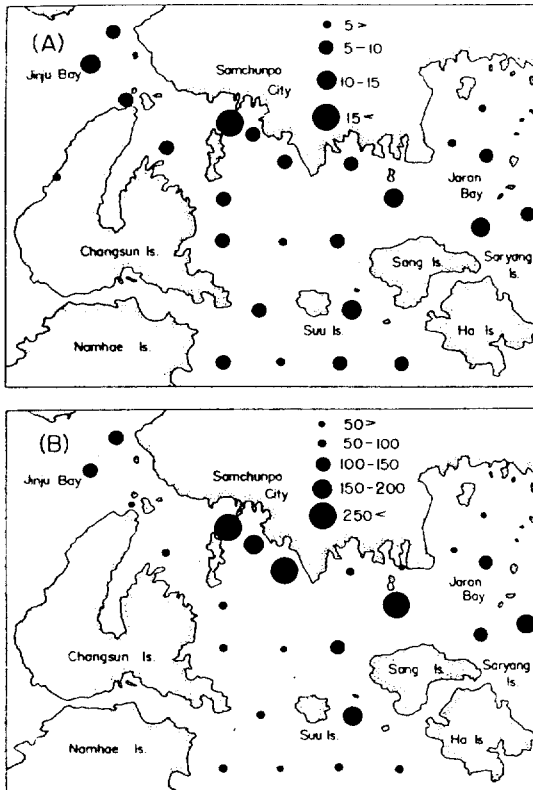 (A)
5 >
5-10
10-15
15 <
Jinju Bay
Samchunpo
City
Jaran
Bay
Changsun Is.
Sang Is.
Saryang
Is.
Namhae Is.
Suu Is.
Ha Is
(B)
50 >
50-100
100-150
150-200
250 <
Jinju Bay
Samchunpo
City
Jaran
Bay
Changsun Is.
Sang Is.
Saryang
Is.
Namhae Is.
Suu Is.
Ha Is